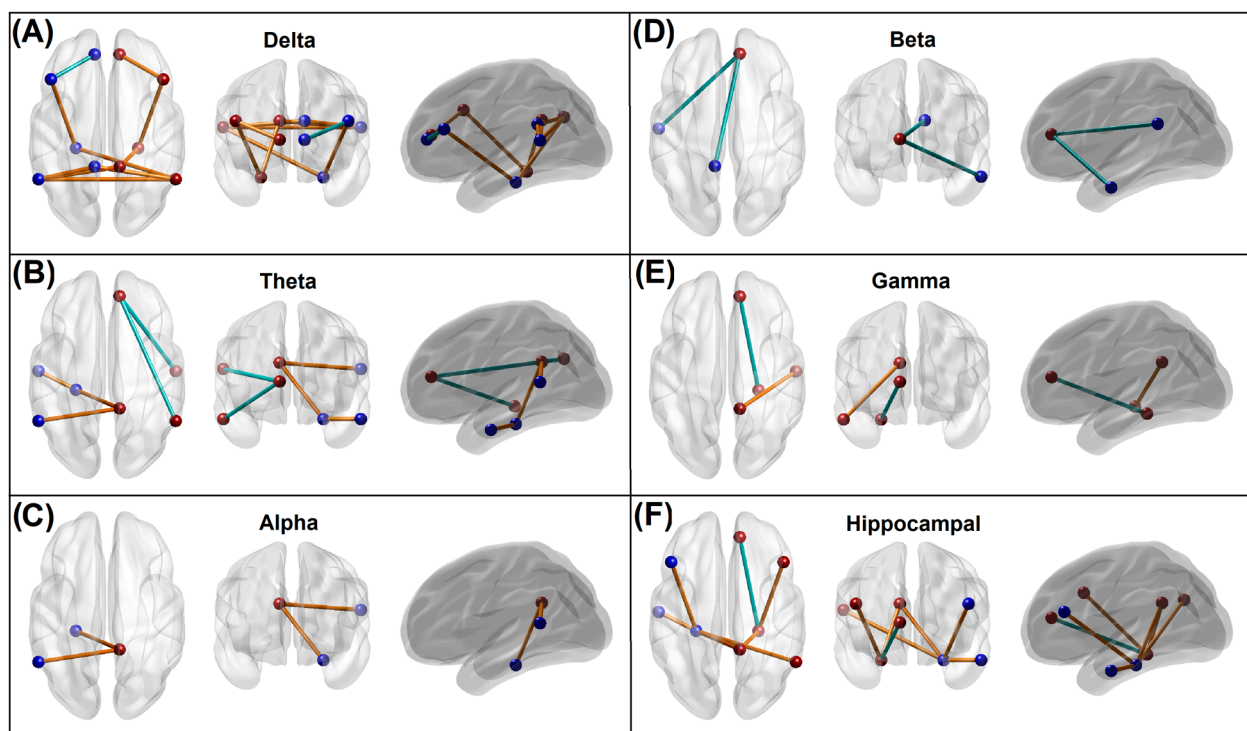 (A)
Delta
(B)
Theta
(C)
Alpha
(D)
Beta
(E)
Gamma
(F)
Hippocampal